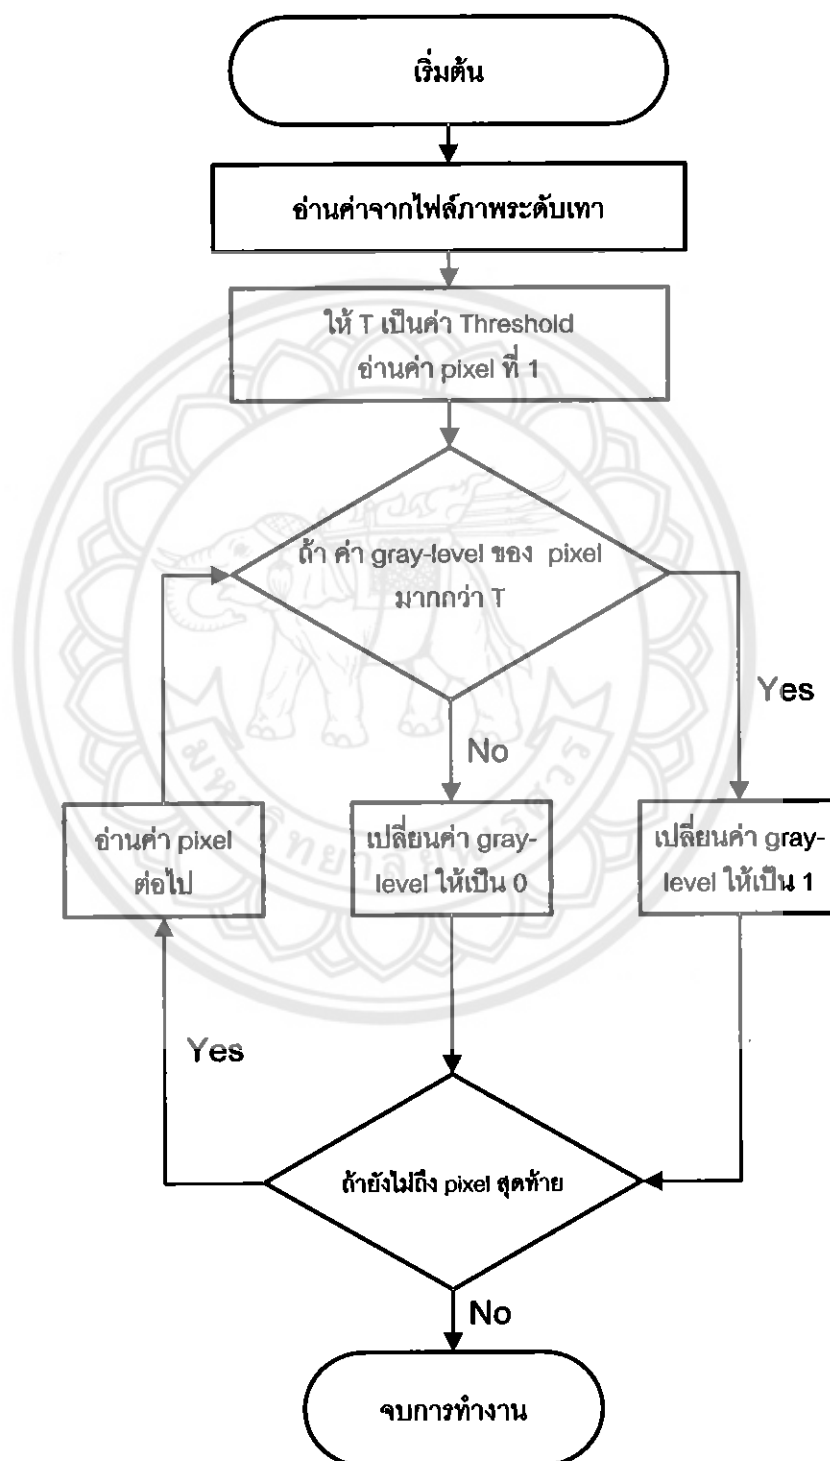 เริ่มต้น
อ่านค่าจากไฟล์ภาพระดับเทา
ให้ T เป็นค่า Threshold
อ่านค่า pixel ที่ 1
ถ้า ค่า gray-level ของ pixel
มากกว่า T
Yes
No
อ่านค่า pixel
ต่อไป
เปลี่ยนค่า gray-
level ให้เป็น 0
เปลี่ยนค่า gray-
level ให้เป็น 1
Yes
ถ้ายังไม่ถึง pixel สุดท้าย
No
จบการทำงาน